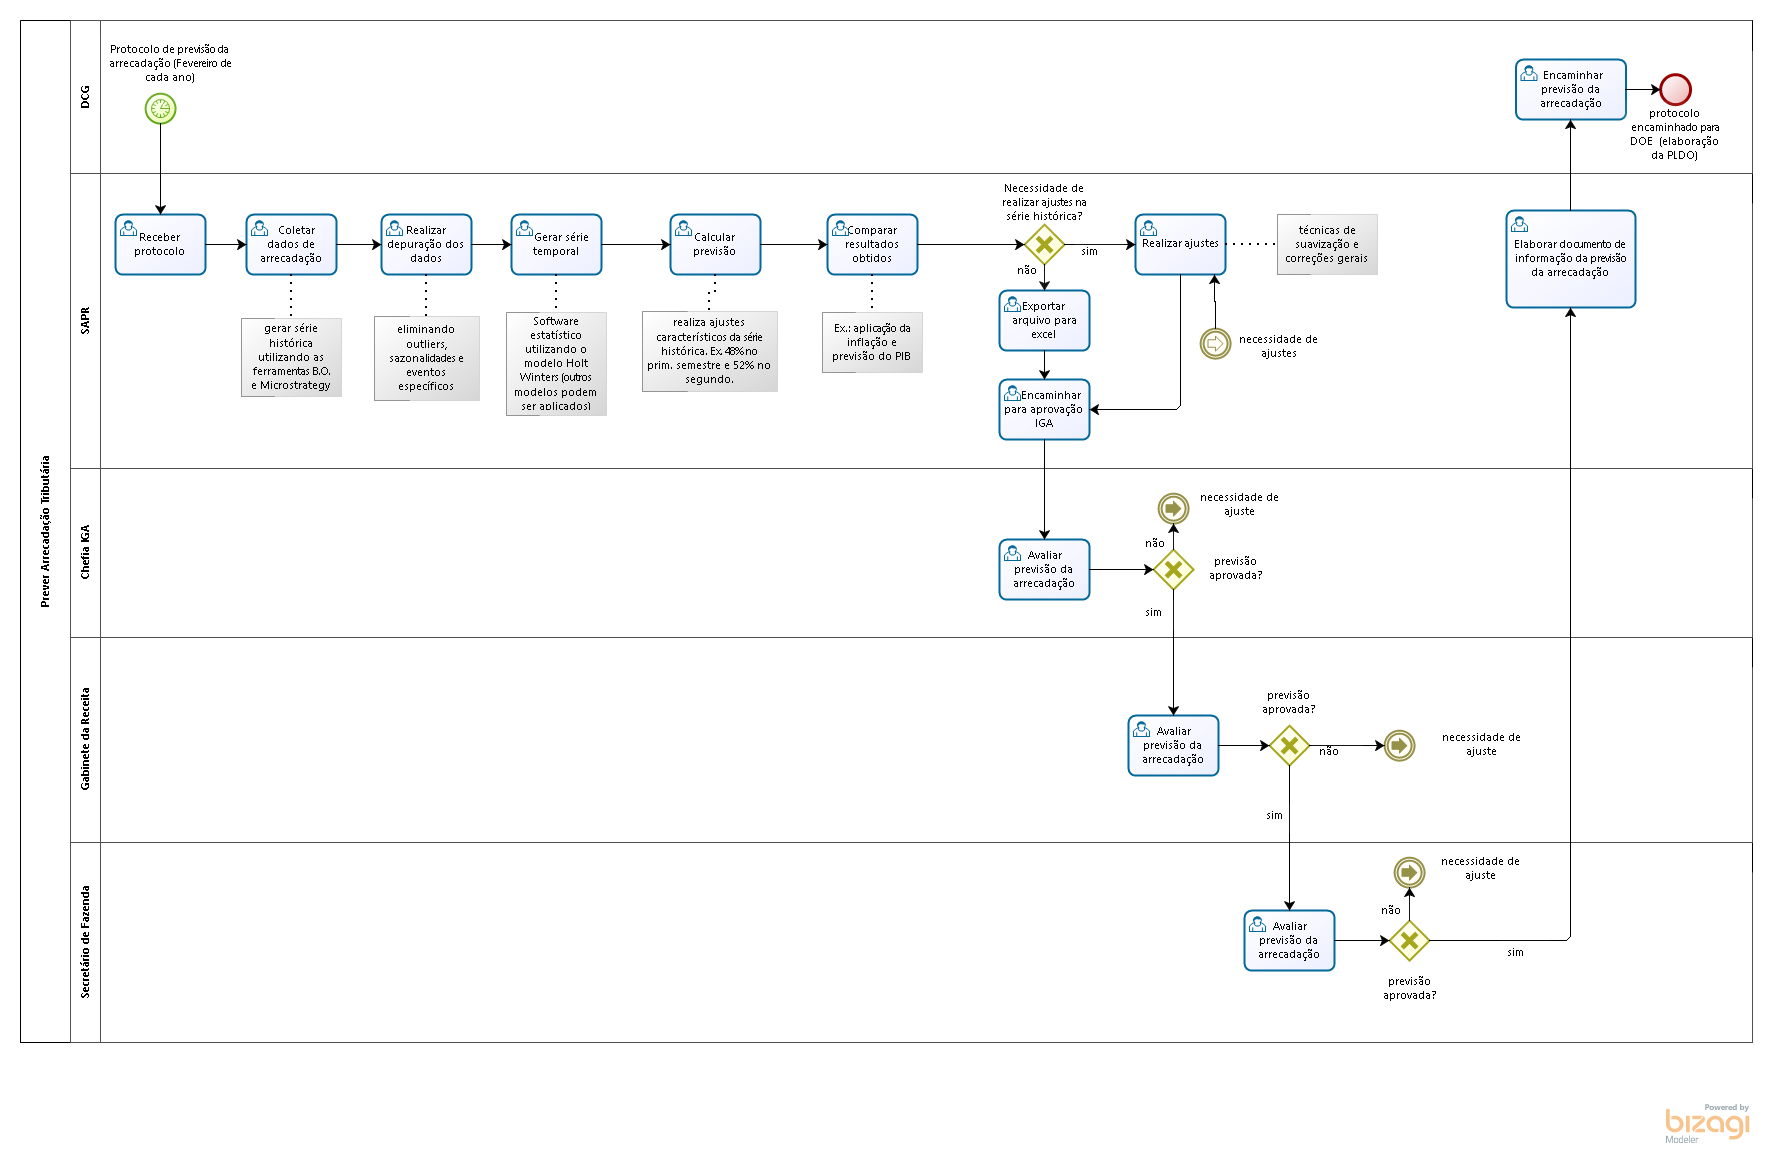 Prever Arrecadação Tributária
DCG
Protocolo de previsão da
arrecadação (Fevereiro de
cada ano)
Encaminhar
previsão da
arrecadação
protocolo
encaminhado para
DOE (elaboração
da PLDO)
SAPR
Receber
protocolo
Coletar
dados de
arrecadação
Realizar
depuração dos
dados
Gerar série
temporal
Calcular
previsão
Comparar
resultados
obtidos
Necessidade de
realizar ajustes na
série histórica?
sim
não
Realizar ajustes
técnicas de
suavização e
correções gerais
Elaborar documento de
informação da previsão
da arrecadação
gerar série
histórica
utilizando as
ferramentas B.O.
e Microstrategy
eliminando
outliers,
sazonalidades e
eventos
específicos
Software
estatístico
utilizando o
modelo Holt
Winters (outros
modelos podem
ser aplicados)
realiza ajustes
característicos da série
histórica. Ex. 48% no
prim. semestre e 52% no
segundo.
Ex.: aplicação da
inflação e
previsão do PIB
Exportar
arquivo para
excel
necessidade de
ajustes
Encaminhar
para aprovação
IGA
Chefia IGA
Avaliar
previsão da
arrecadação
não
necessidade de
ajuste
previsão
aprovada?
sim
Gabinete da Receita
Avaliar
previsão da
arrecadação
previsão
aprovada?
não
necessidade de
ajuste
sim
Secretário de Fazenda
Avaliar
previsão da
arrecadação
não
necessidade de
ajuste
previsão
aprovada?
sim
Powered by
bizagi
Modeler